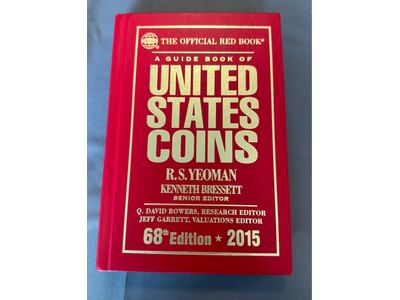 THE OFFICIAL RED BOOK®
A GUIDE BOOK OF
UNITED
STATES
COINS
R.S. YEOMAN
KENNETH BRESSETT
SENIOR EDITOR
Q. DAVID BOWERS, RESEARCH EDITOR
JEFF GARRETT, VALUATIONS EDITOR
68th Edition ★ 2015